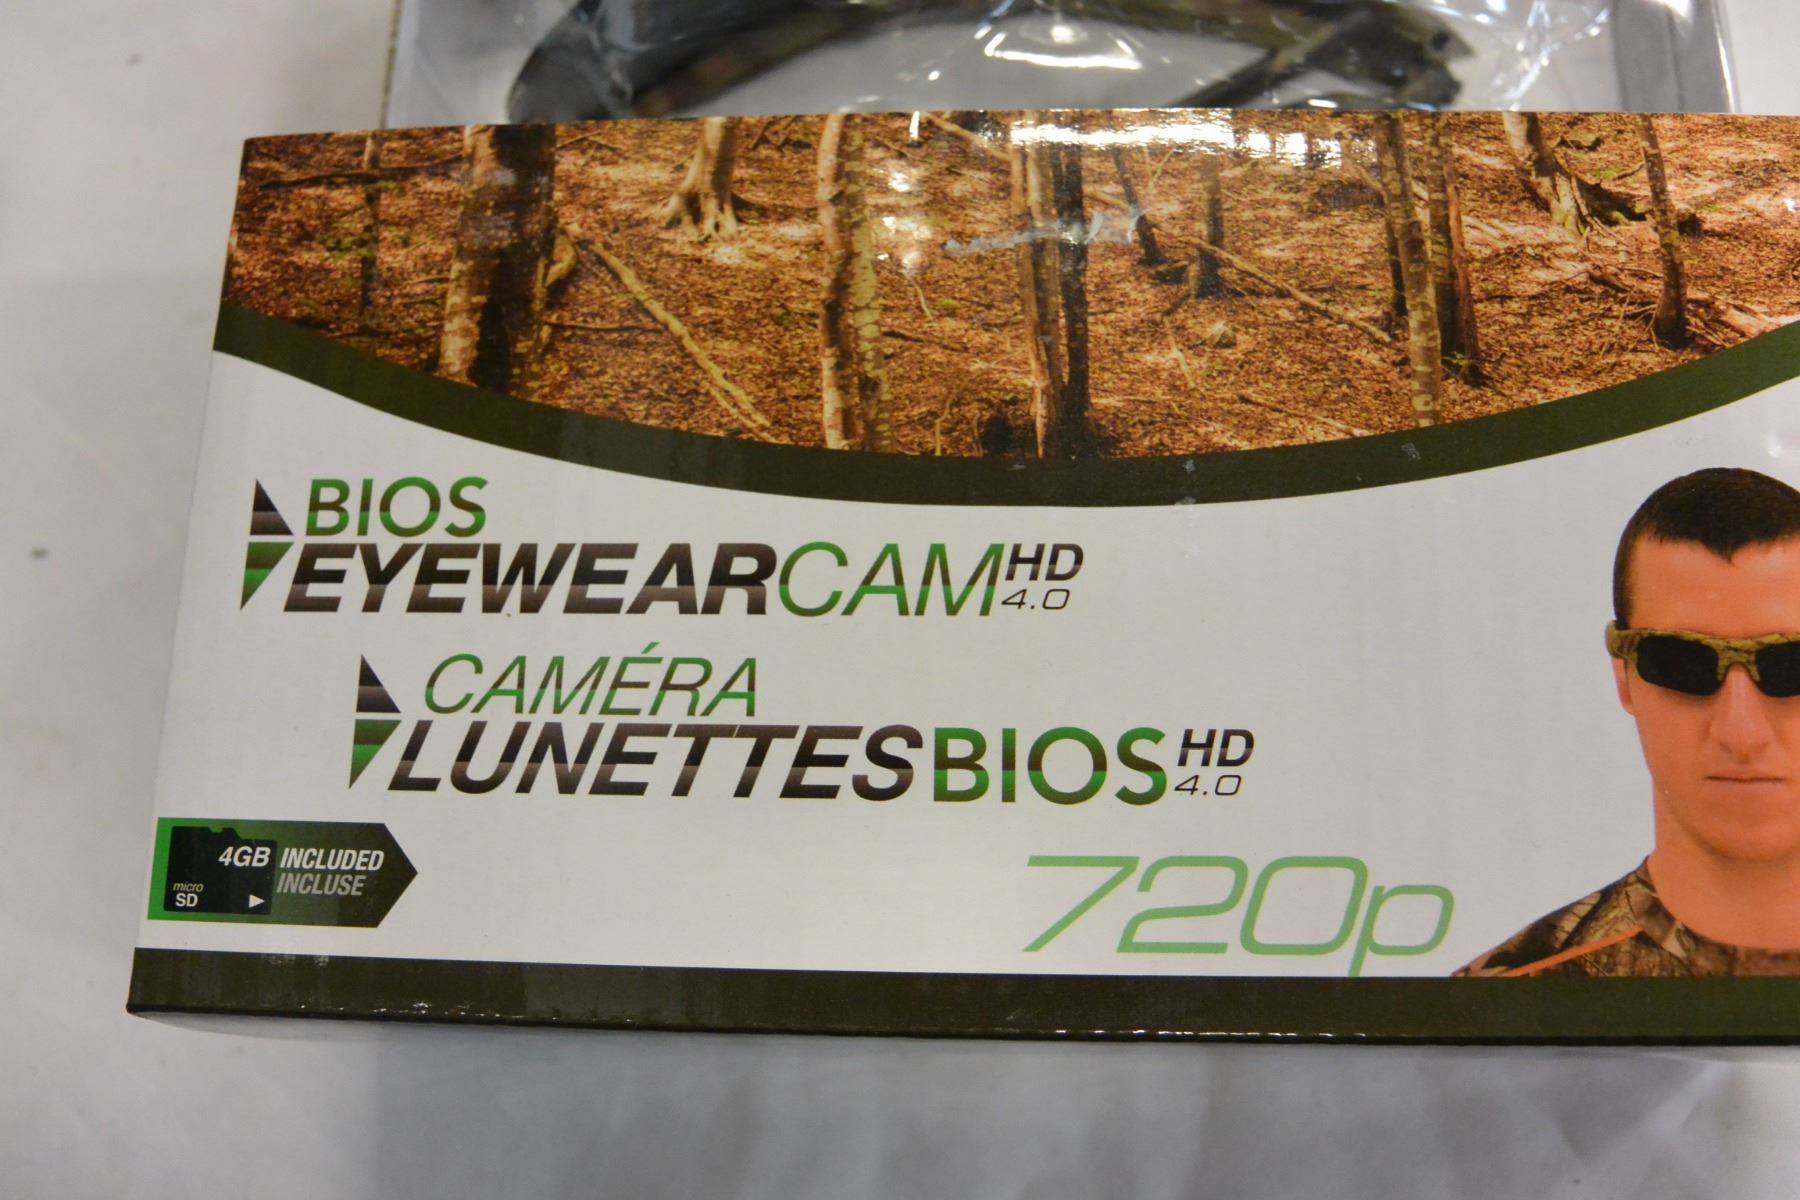 BIOS
EYEWEARCAM HD 4.0
CAMÉRA
LUNETTESBIOS HD 4.0
4GB INCLUDED
INCLUSE
micro
SD
720p